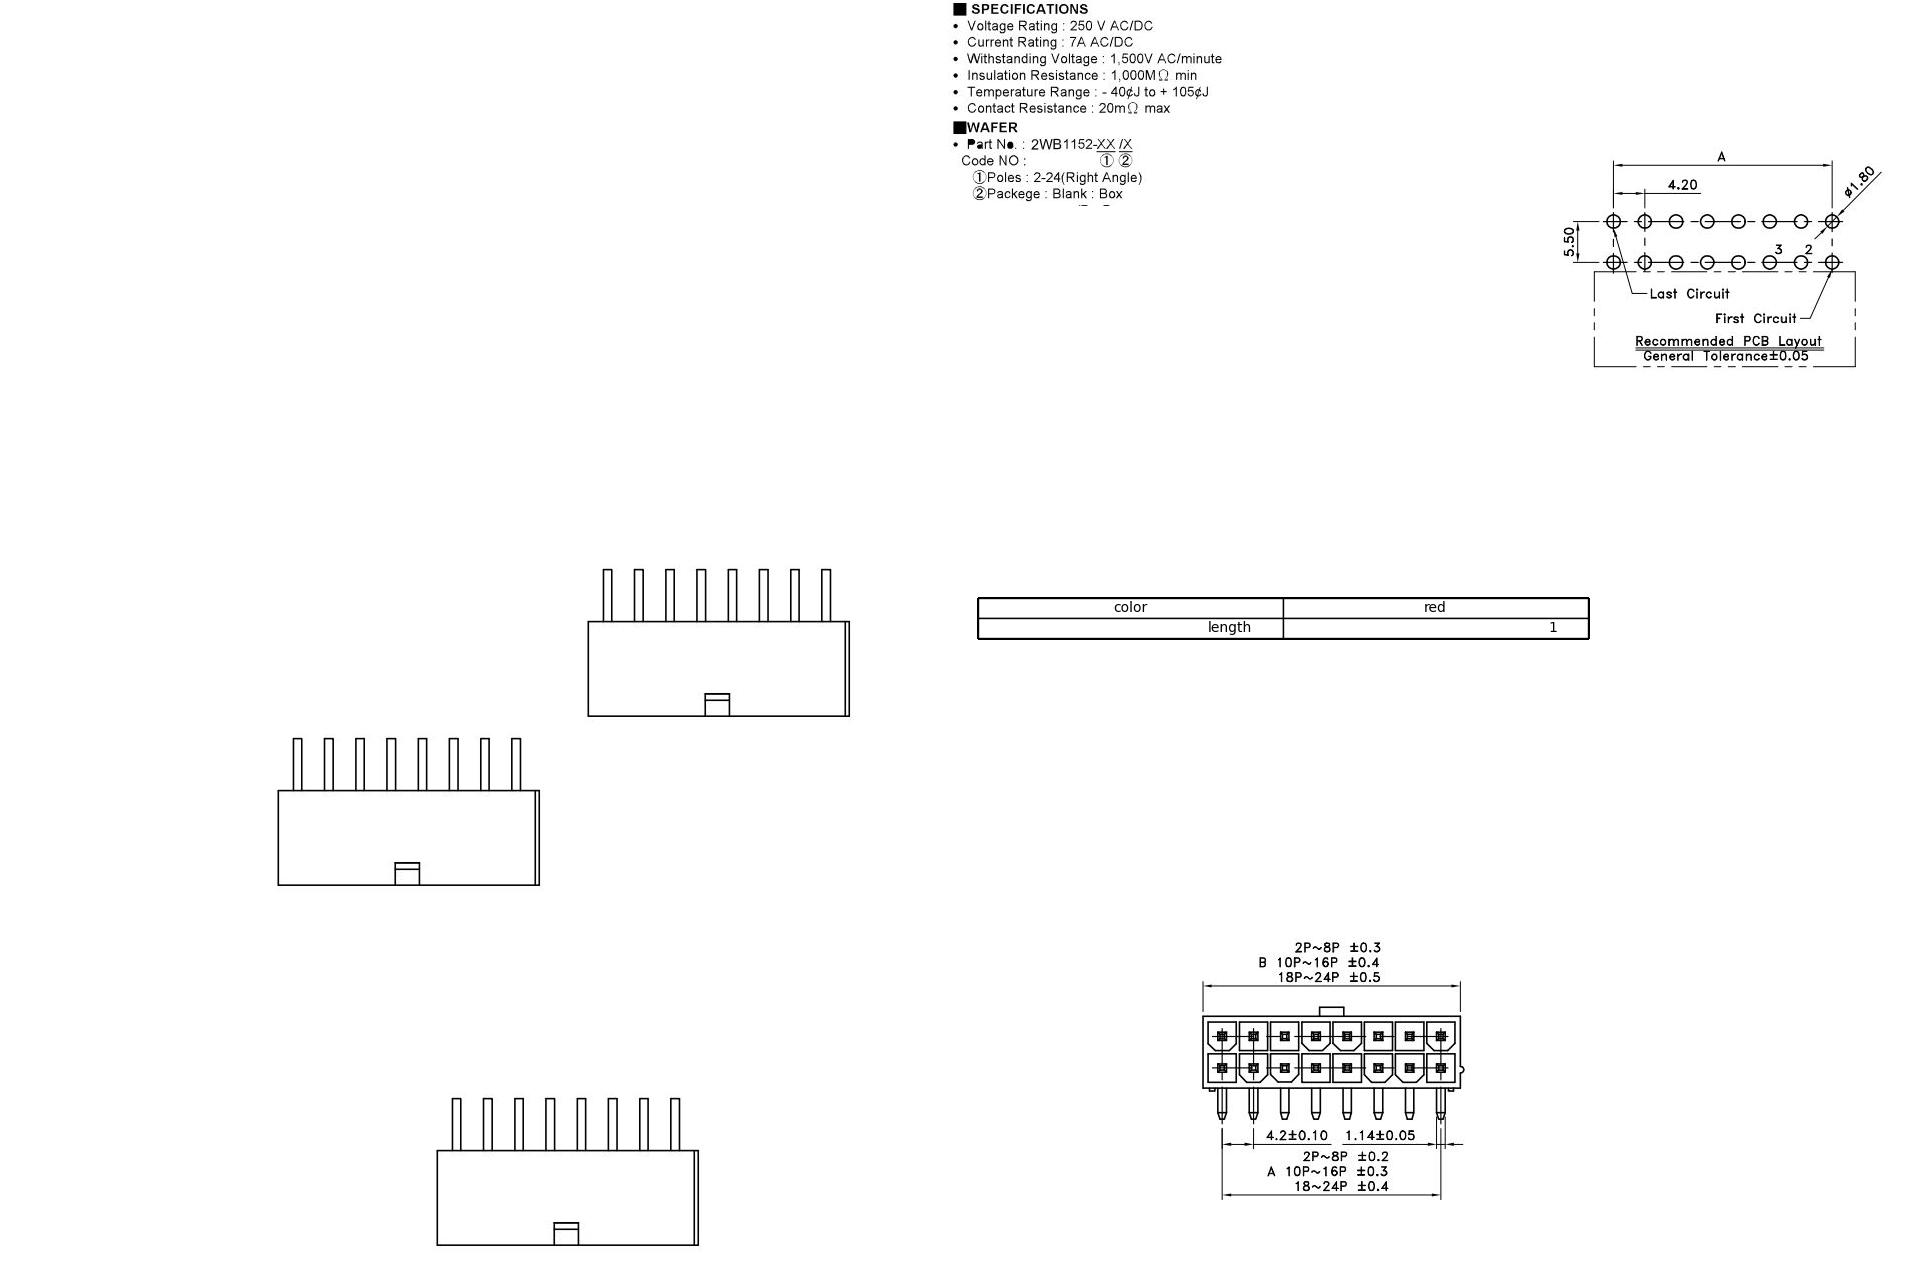 ■ SPECIFICATIONS
• Voltage Rating : 250 V AC/DC
• Current Rating : 7A AC/DC
• Withstanding Voltage : 1,500V AC/minute
• Insulation Resistance : 1,000MΩ min
• Temperature Range : - 40¢J to + 105¢J
• Contact Resistance : 20mΩ max
■WAFER
• Part No. : 2WB1152-XX /X
Code NO : ① ②
①Poles : 2-24(Right Angle)
②Packege : Blank : Box
A
4.20
ø1.80
5.50
3 2
Last Circuit
First Circuit
Recommended PCB Layout
General Tolerance±0.05
color red
length 1
2P~8P ±0.3
B 10P~16P ±0.4
18P~24P ±0.5
4.2±0.10 1.14±0.05
2P~8P ±0.2
A 10P~16P ±0.3
18~24P ±0.4